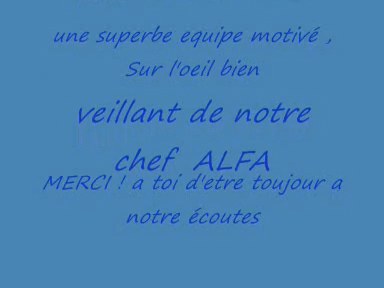 une superbe equipe motivé ,
Sur l'oeil bien
veillant de notre
chef ALFA
MERCI ! a toi d'etre toujour a
notre écoutes